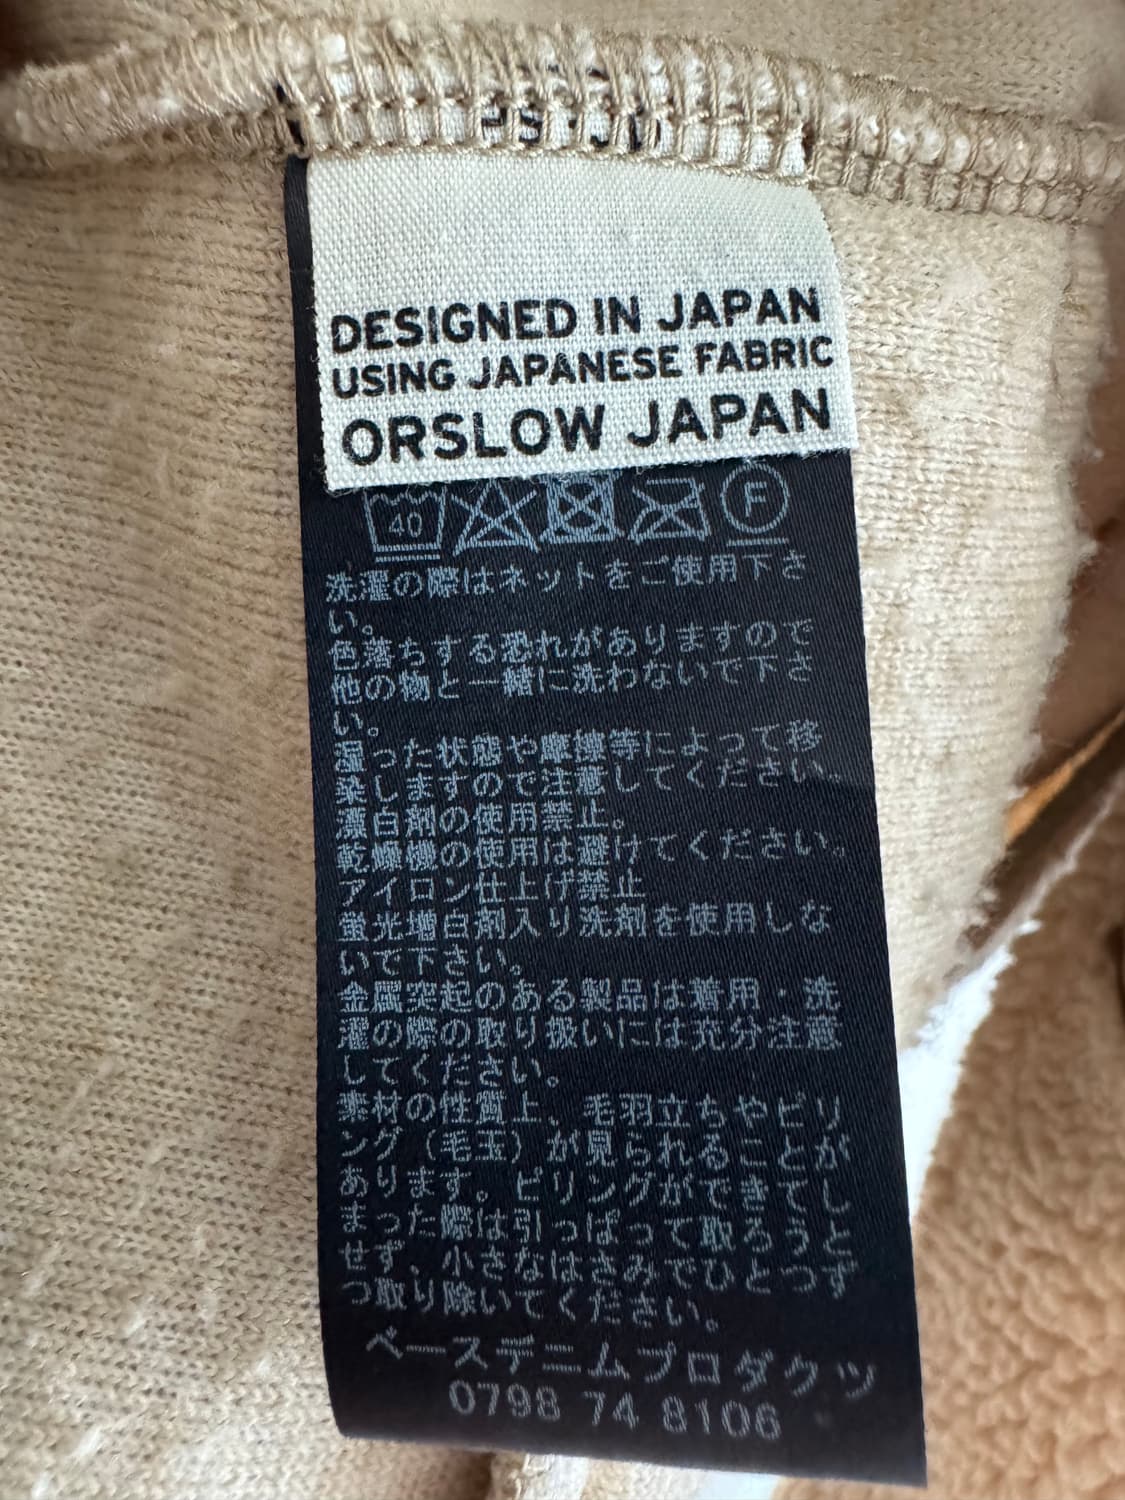 DESIGNED IN JAPAN
USING JAPANESE FABRIC
ORSLOW JAPAN
40
F
洗濯の際はネットをご使用下さ
い。
色落ちする恐れがありますので
他の物と一緒に洗わないで下さ
い。
湿った状態や摩擦等によって移
染しますので注意してください。
漂白剤の使用禁止。
乾燥機の使用は避けてください。
アイロン仕上げ禁止
蛍光増白剤入り洗剤を使用しな
いで下さい。
金属突起のある製品は着用・洗
濯の際の取り扱いには充分注意
してください。
素材の性質上、毛羽立ちやピリ
ング（毛玉）が見られることが
あります。ピリングができてし
まった際は引っぱって取ろうと
せず、小さなはさみでひとつず
つ取り除いてください。
ベースデニムプロダクツ
0798 74 8106